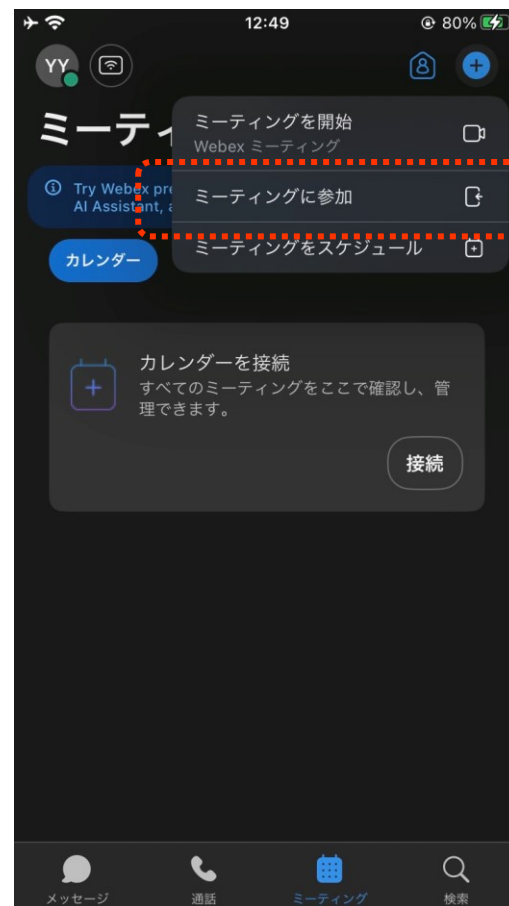 12:49
80%
YY
ミーティ
ミーティングを開始
Webex ミーティング
Try Webex pre
AI Assistant, a
ミーティングに参加
ミーティングをスケジュール
カレンダー
カレンダーを接続
すべてのミーティングをここで確認し、管
理できます。
接続
メッセージ
通話
ミーティング
検索